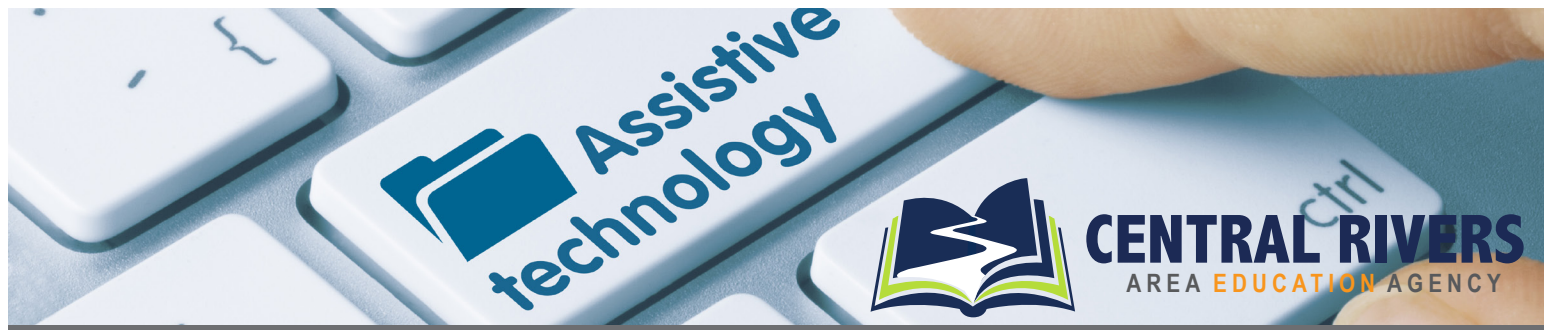 {
'
Assistive
technology
ctrl
CENTRAL RIVERS
AREA EDUCATION AGENCY